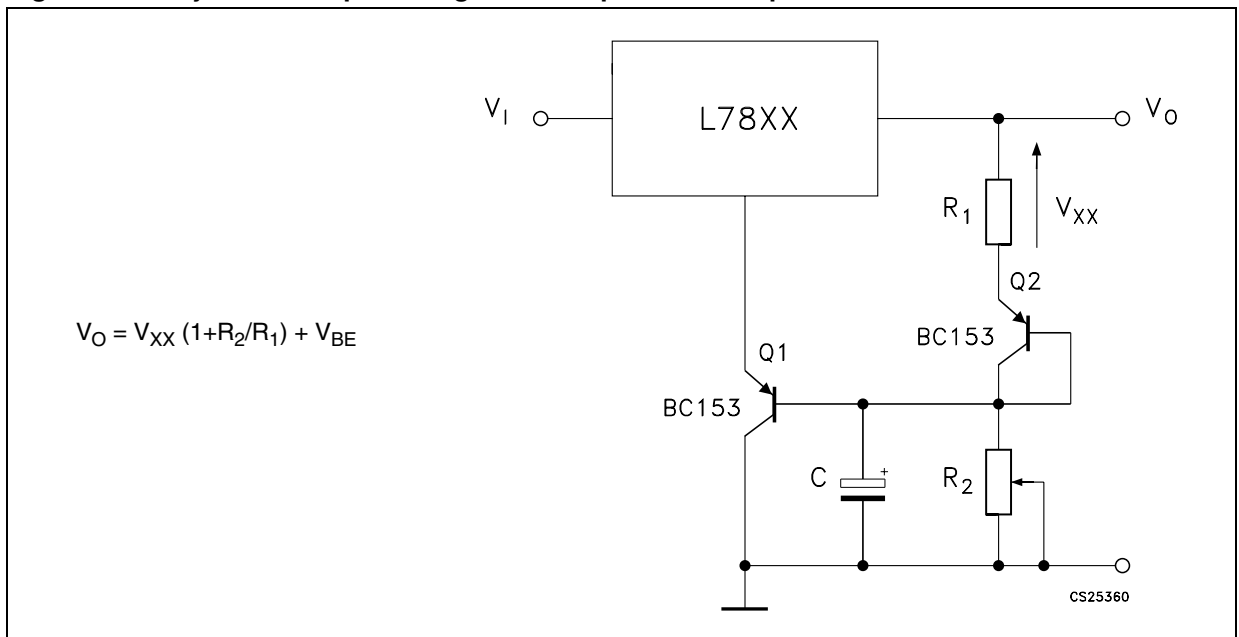 V_I
L78XX
V_O
R_1
V_XX
Q2
V_O = V_XX (1+R_2/R_1) + V_BE
BC153
Q1
BC153
C
+
R_2
CS25360